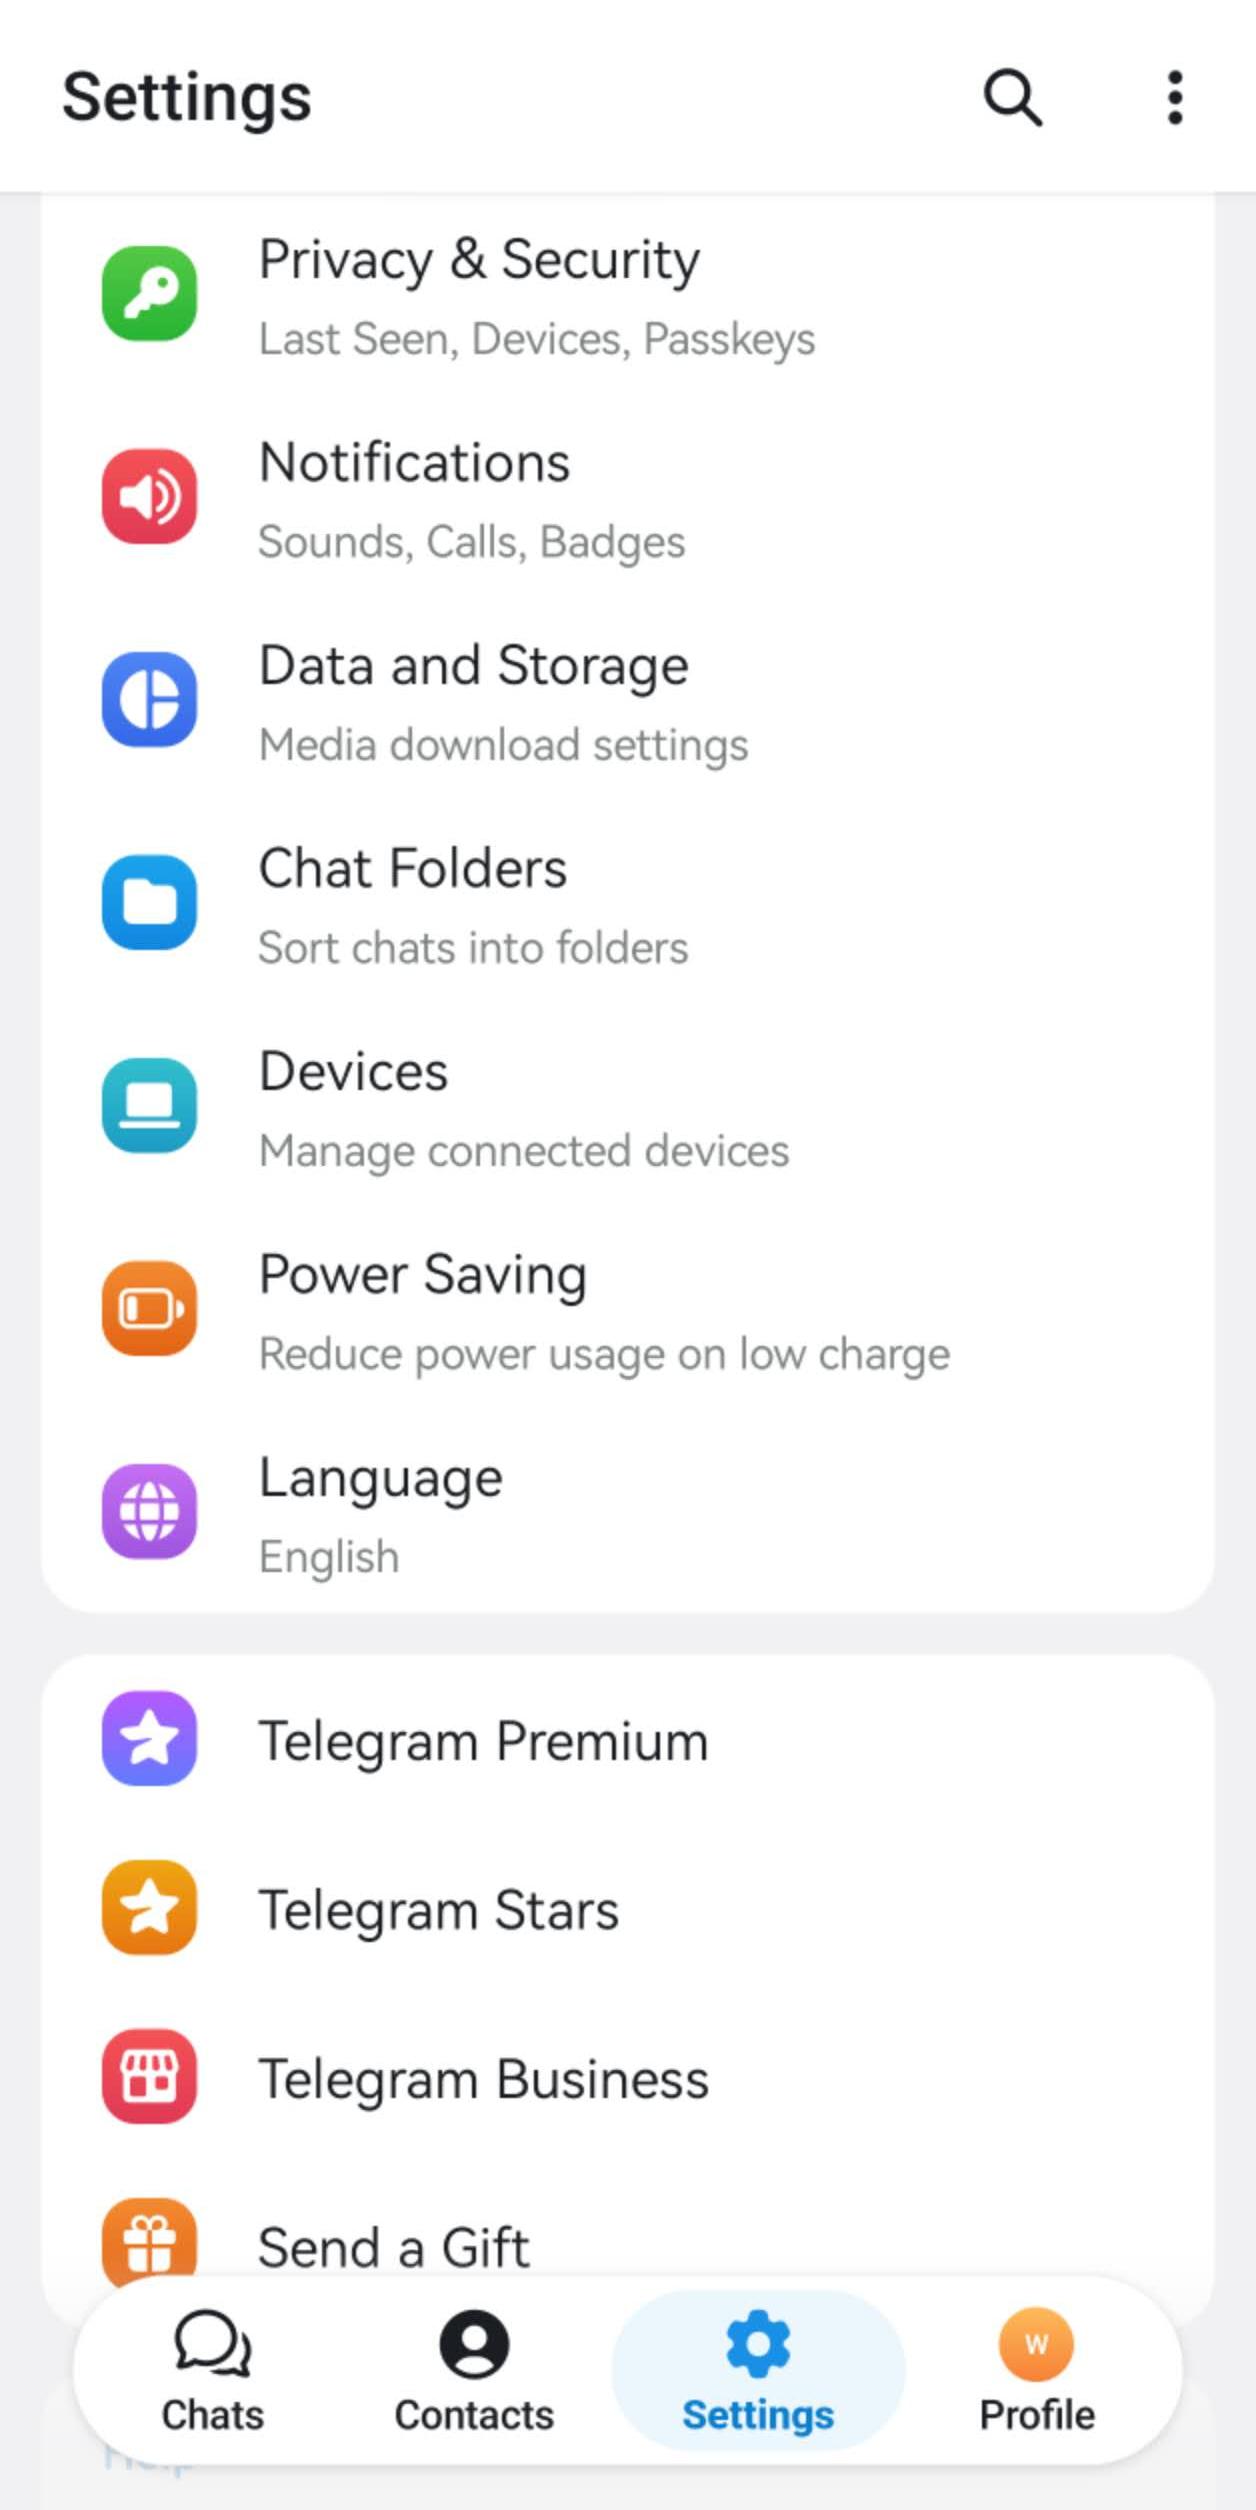 Settings
Privacy & Security
Last Seen, Devices, Passkeys
Notifications
Sounds, Calls, Badges
Data and Storage
Media download settings
Chat Folders
Sort chats into folders
Devices
Manage connected devices
Power Saving
Reduce power usage on low charge
Language
English
Telegram Premium
Telegram Stars
Telegram Business
Send a Gift
W
Chats Contacts Settings Profile
Help